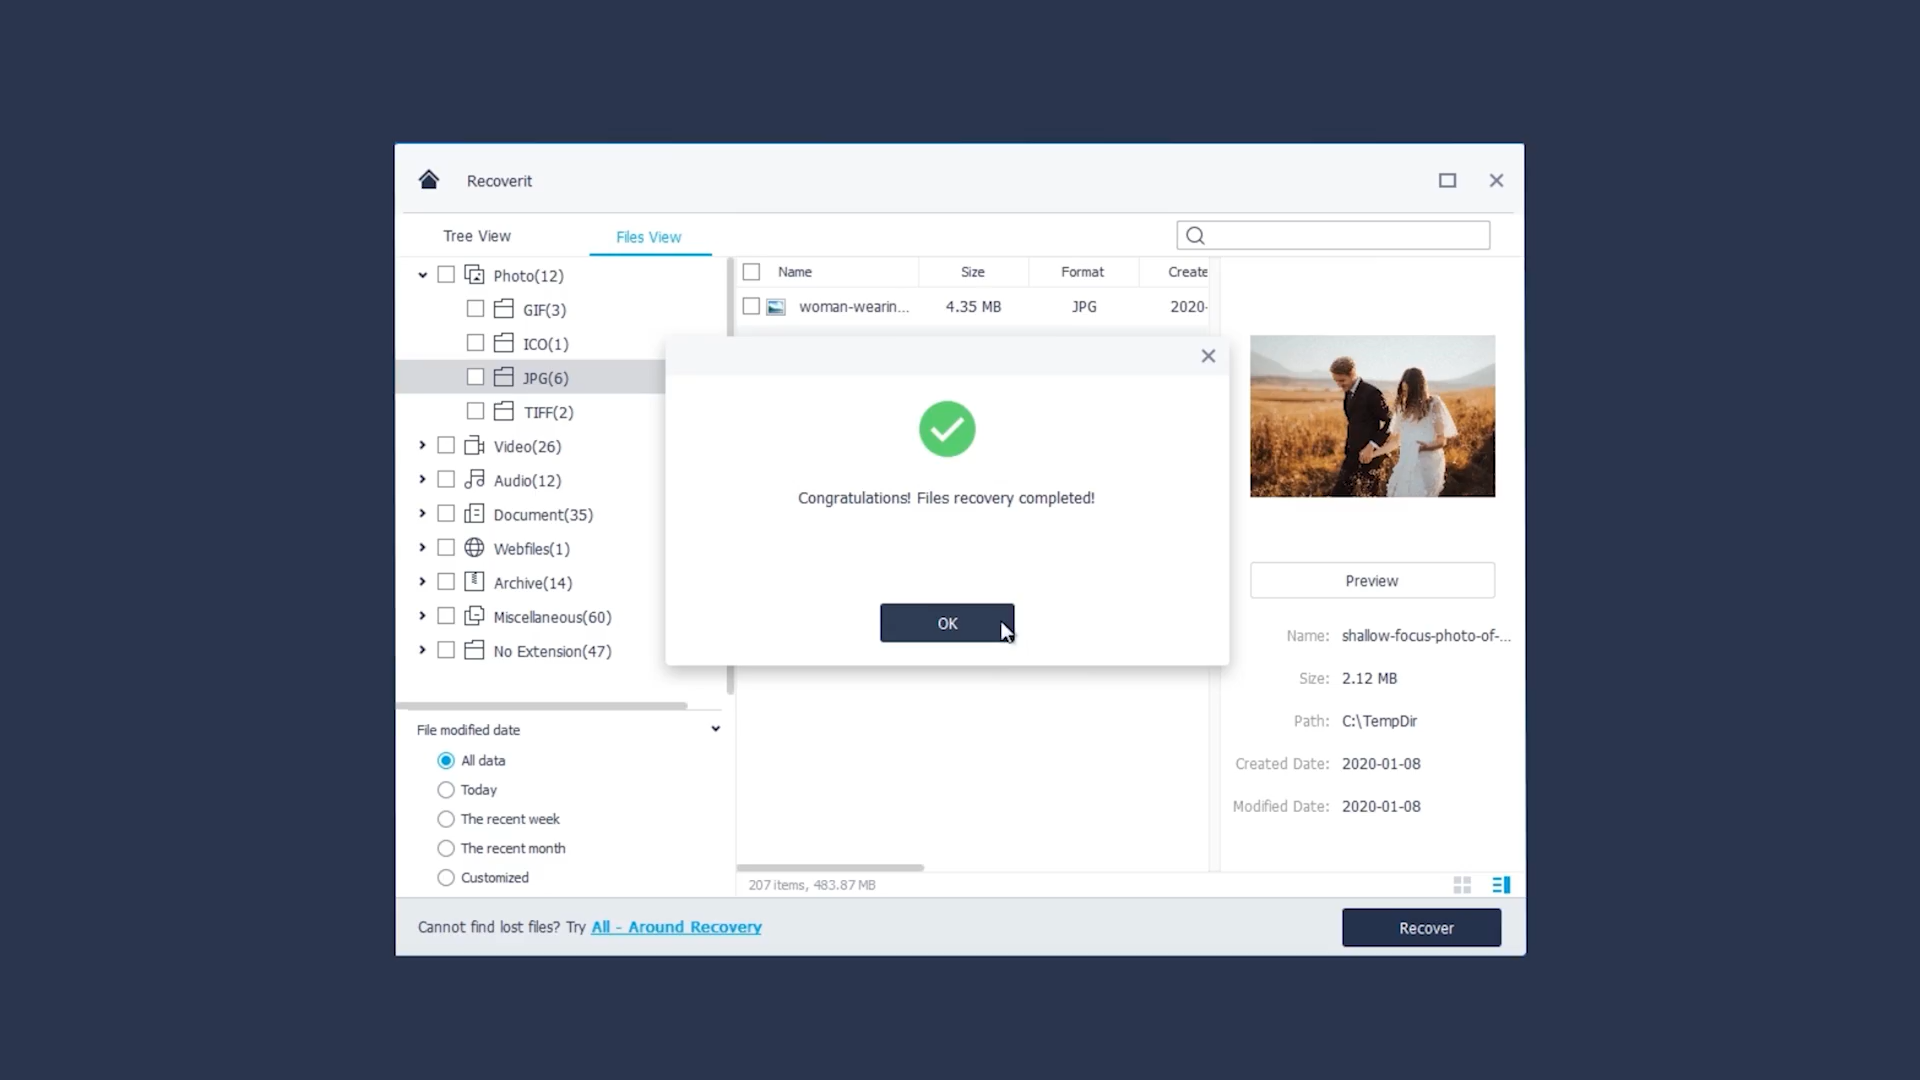 Recoverit
Tree View
Files View
Photo(12)
GIF(3)
ICO(1)
JPG(6)
TIFF(2)
Video(26)
Audio(12)
Document(35)
Webfiles(1)
Archive(14)
Miscellaneous(60)
No Extension(47)
File modified date
All data
Today
The recent week
The recent month
Customized
Name Size Format Create
woman-wearin... 4.35 MB JPG 2020-
Congratulations! Files recovery completed!
OK
207 items, 483.87 MB
Preview
Name: shallow-focus-photo-of-...
Size: 2.12 MB
Path: C:\TempDir
Created Date: 2020-01-08
Modified Date: 2020-01-08
Cannot find lost files? Try All - Around Recovery
Recover